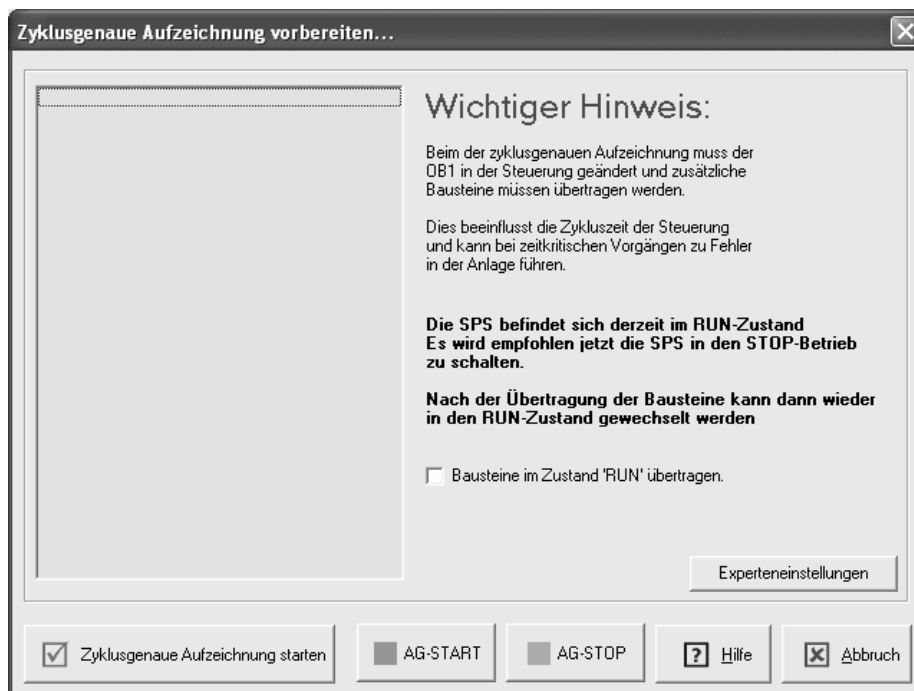 Zyklusgenaue Aufzeichnung vorbereiten...
Wichtiger Hinweis:
Beim der zyklusgenauen Aufzeichnung muss der
OB1 in der Steuerung geändert und zusätzliche
Bausteine müssen übertragen werden.
Dies beeinflusst die Zykluszeit der Steuerung
und kann bei zeitkritischen Vorgängen zu Fehler
in der Anlage führen.
Die SPS befindet sich derzeit im RUN-Zustand
Es wird empfohlen jetzt die SPS in den STOP-Betrieb
zu schalten.
Nach der Übertragung der Bausteine kann dann wieder
in den RUN-Zustand gewechselt werden
Bausteine im Zustand 'RUN' übertragen.
Experteneinstellungen
Zyklusgenaue Aufzeichnung starten
AG-START
AG-STOP
Hilfe
Abbruch